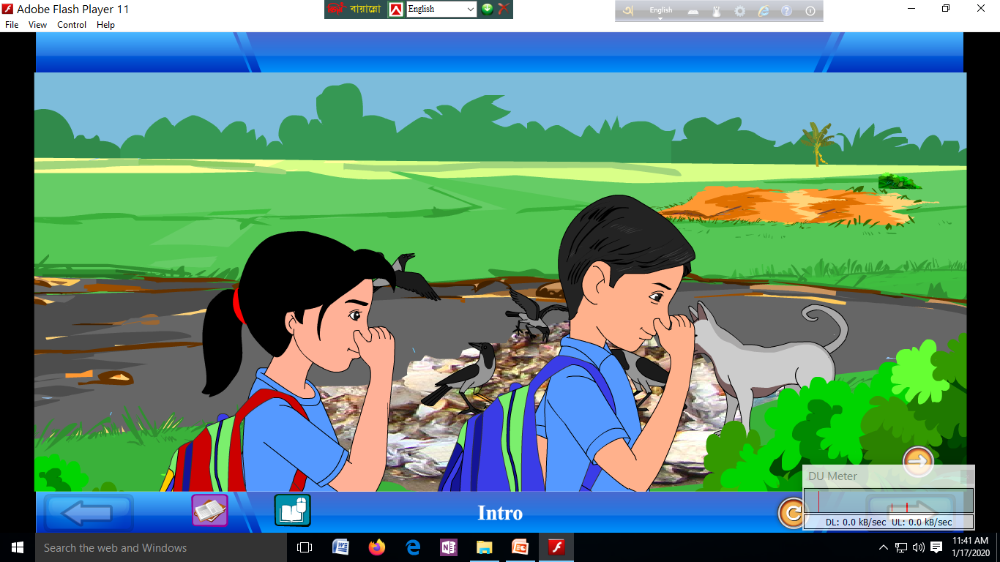 Adobe Flash Player 11
বায়ান্নো English
অ English
File View Control Help
DU Meter
DL: 0.0 kB/sec UL: 0.0 kB/sec
Intro
Search the web and Windows
11:41 AM
1/17/2020